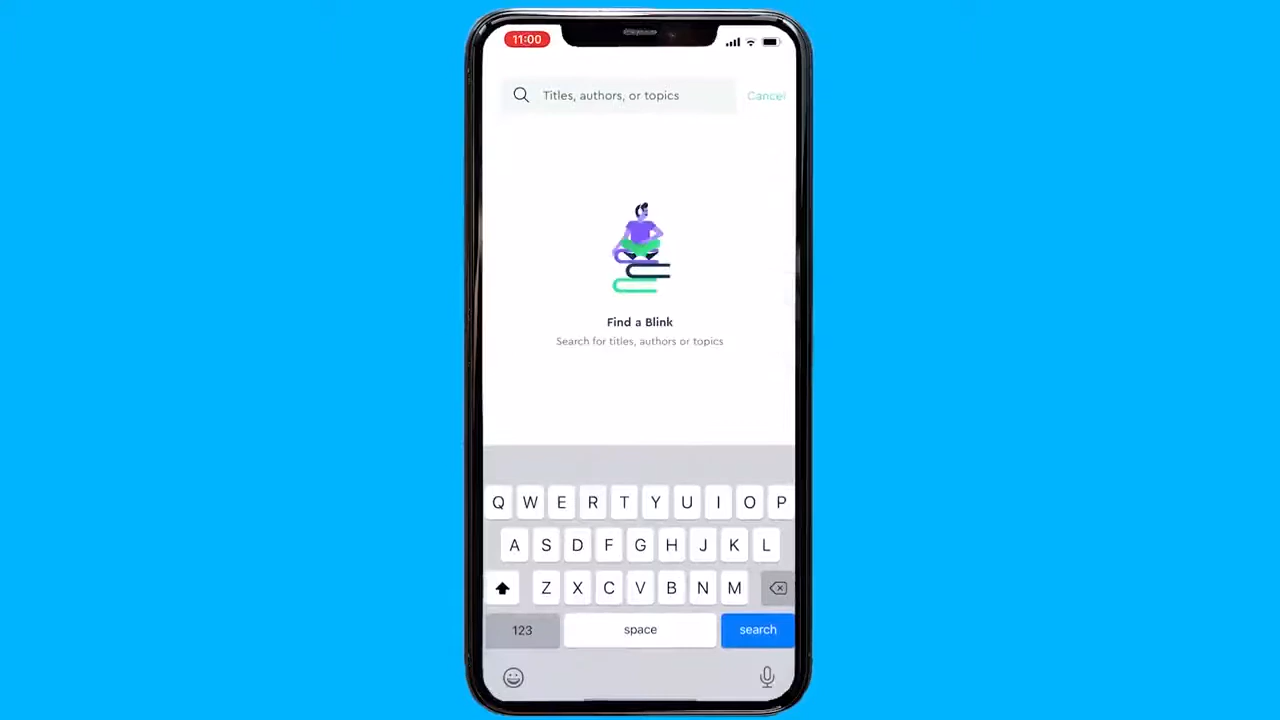 11:00
Titles, authors, or topics
Cancel
Find a Blink
Search for titles, authors or topics
Q W E R T Y U I O P
A S D F G H J K L
Z X C V B N M
123 space search